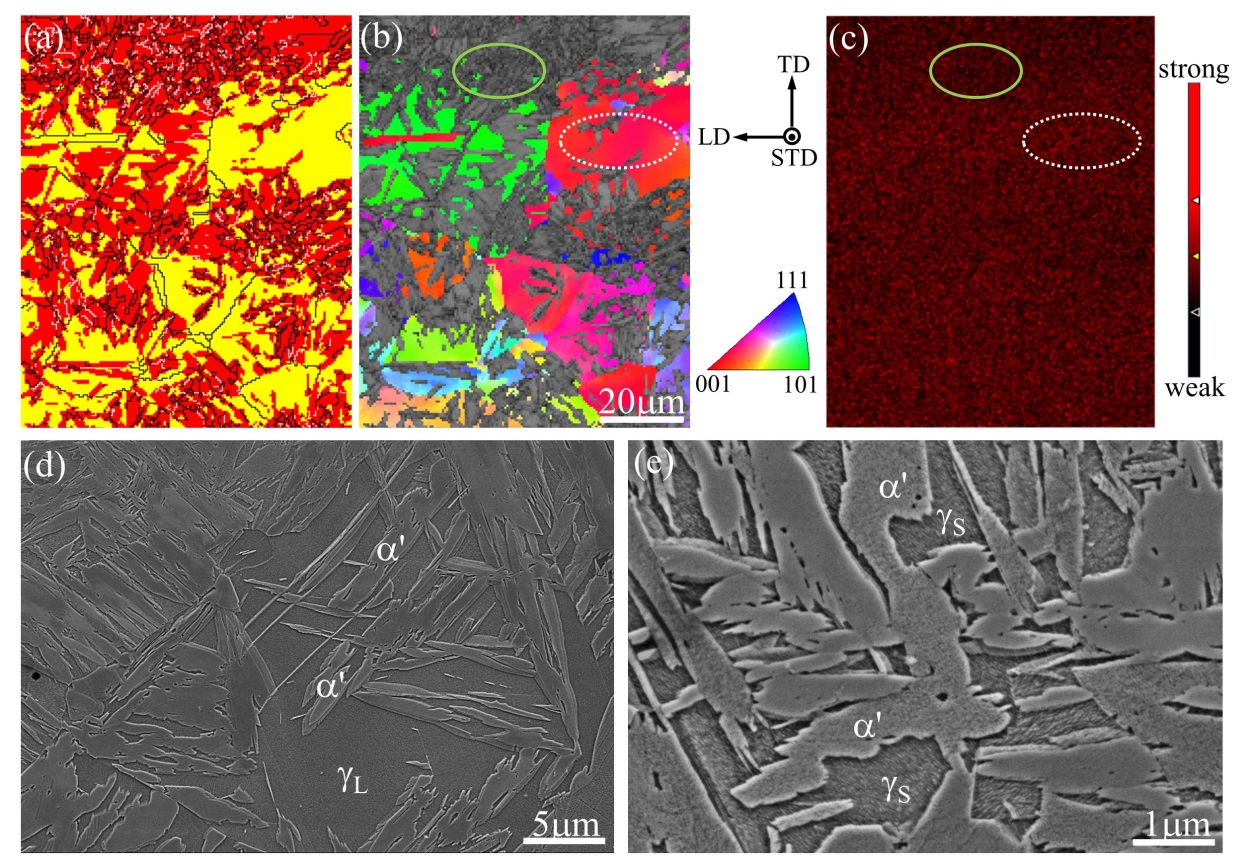 (a)
(b)
(c)
TD
LD
STD
strong
weak
111
001
101
20μm
(d)
α'
α'
γL
5μm
(e)
α'
γS
α'
γS
1μm